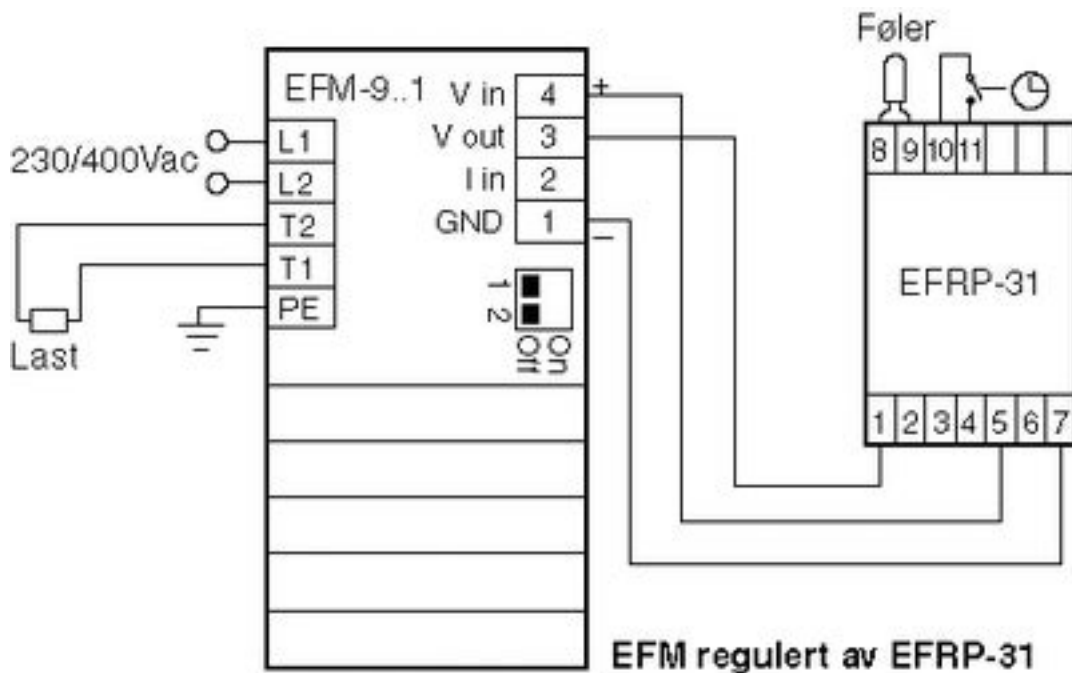 Føler
EFM-9..1
V in 4 +
V out 3
I in 2
GND 1 −
230/400Vac
L1
L2
T2
T1
PE
Last
1
2
Off
On
8 9 10 11
EFRP-31
1 2 3 4 5 6 7
EFM regulert av EFRP-31